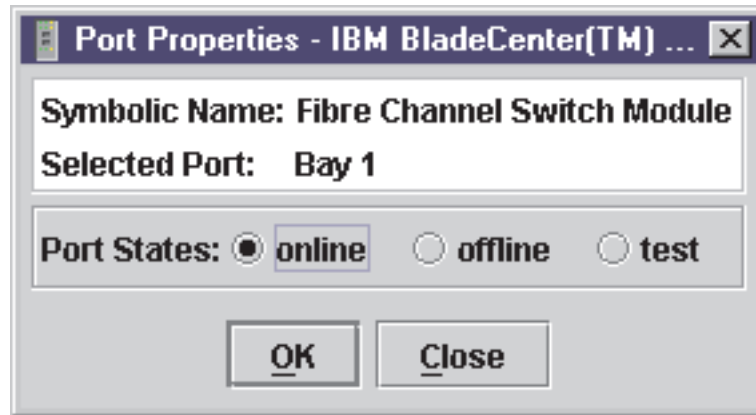 Port Properties - IBM BladeCenter(TM) ...
Symbolic Name: Fibre Channel Switch Module
Selected Port: Bay 1
Port States: online offline test
OK Close